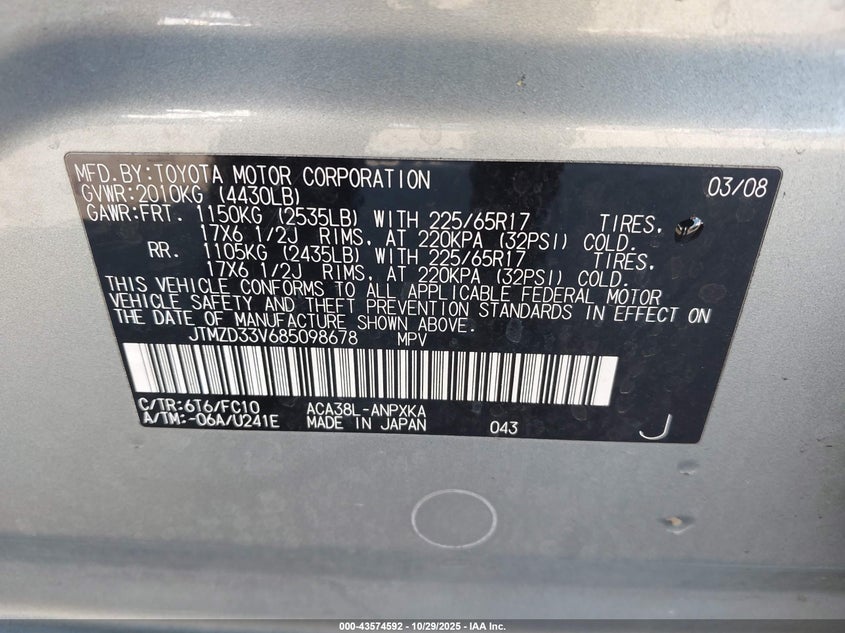 MFD.BY:TOYOTA MOTOR CORPORATION 03/08
GVWR:2010KG (4430LB)
GAWR:FRT. 1150KG (2535LB) WITH 225/65R17 TIRES,
17X6 1/2J RIMS, AT 220KPA (32PSI) COLD.
RR. 1105KG (2435LB) WITH 225/65R17 TIRES,
17X6 1/2J RIMS, AT 220KPA (32PSI) COLD.
THIS VEHICLE CONFORMS TO ALL APPLICABLE FEDERAL MOTOR
VEHICLE SAFETY AND THEFT PREVENTION STANDARDS IN EFFECT ON
THE DATE OF MANUFACTURE SHOWN ABOVE.
JTMZD33V685098678 MPV
C/TR:6T6/FC10 ACA38L-ANPXKA
A/TM:-06A/U241E MADE IN JAPAN 043 J
000-43574592 / 10/29/2025 - IAA Inc.